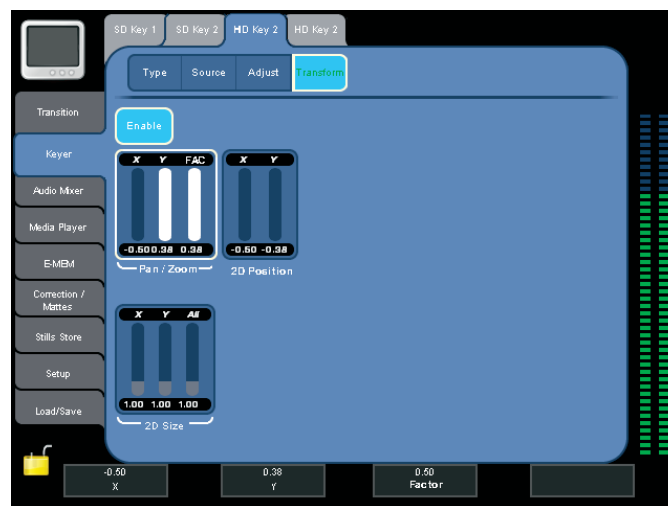 SD Key 1 SD Key 2 HD Key 2 HD Key 2
Type Source Adjust Transform
Transition
Keyer
Audio Mixer
Media Player
E-MEM
Correction /
Mattes
Stills Store
Setup
Load/Save
Enable
X Y FAC
-0.50 0.38 0.38
Pan / Zoom
X Y
-0.50 -0.38
2D Position
X Y All
1.00 1.00 1.00
2D Size
-0.50
X
0.38
Y
0.50
Factor